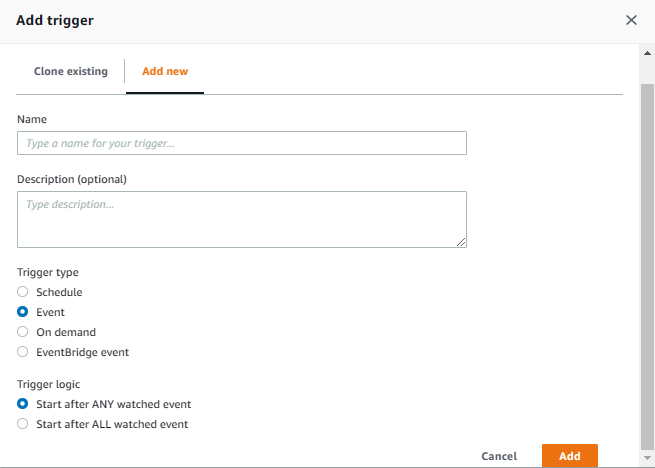 Add trigger
Clone existing
Add new
Name
Type a name for your trigger...
Description (optional)
Type description...
Trigger type
Schedule
Event
On demand
EventBridge event
Trigger logic
Start after ANY watched event
Start after ALL watched event
Cancel
Add